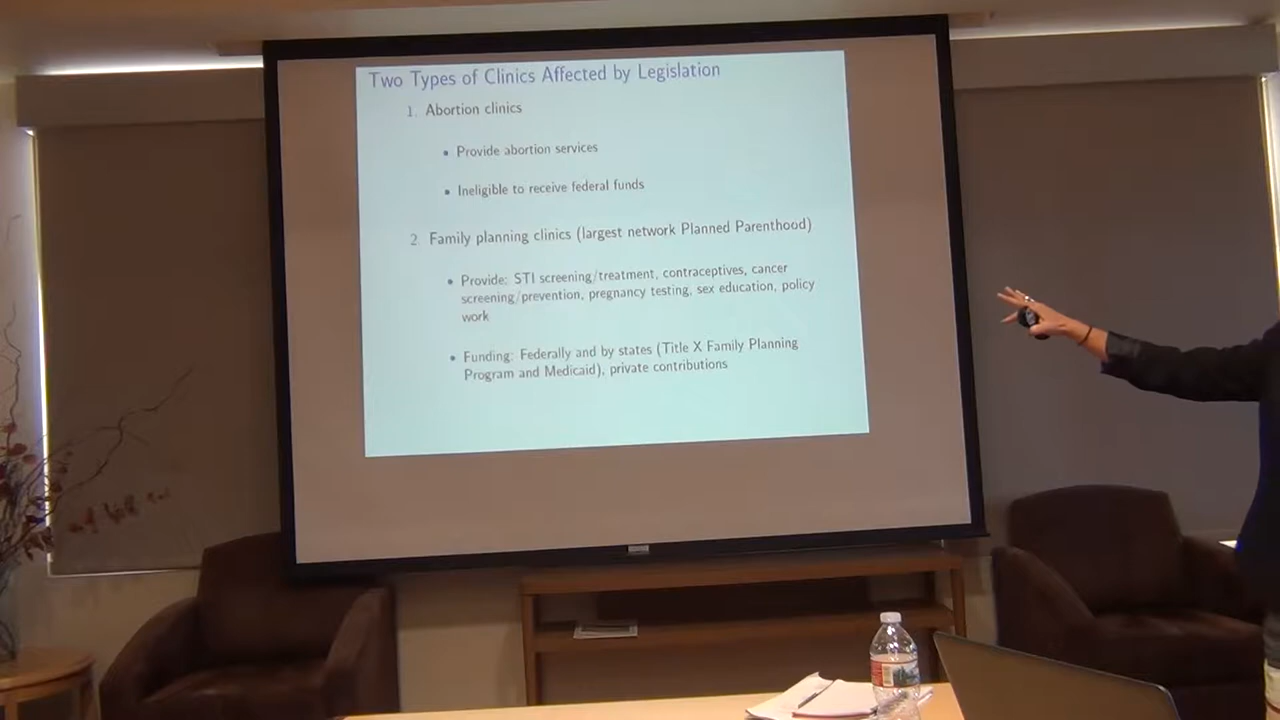 Two Types of Clinics Affected by Legislation
1. Abortion clinics
• Provide abortion services
• Ineligible to receive federal funds
2. Family planning clinics (largest network Planned Parenthood)
• Provide: STI screening/treatment, contraceptives, cancer
screening/prevention, pregnancy testing, sex education, policy
work
• Funding: Federally and by states (Title X Family Planning
Program and Medicaid), private contributions